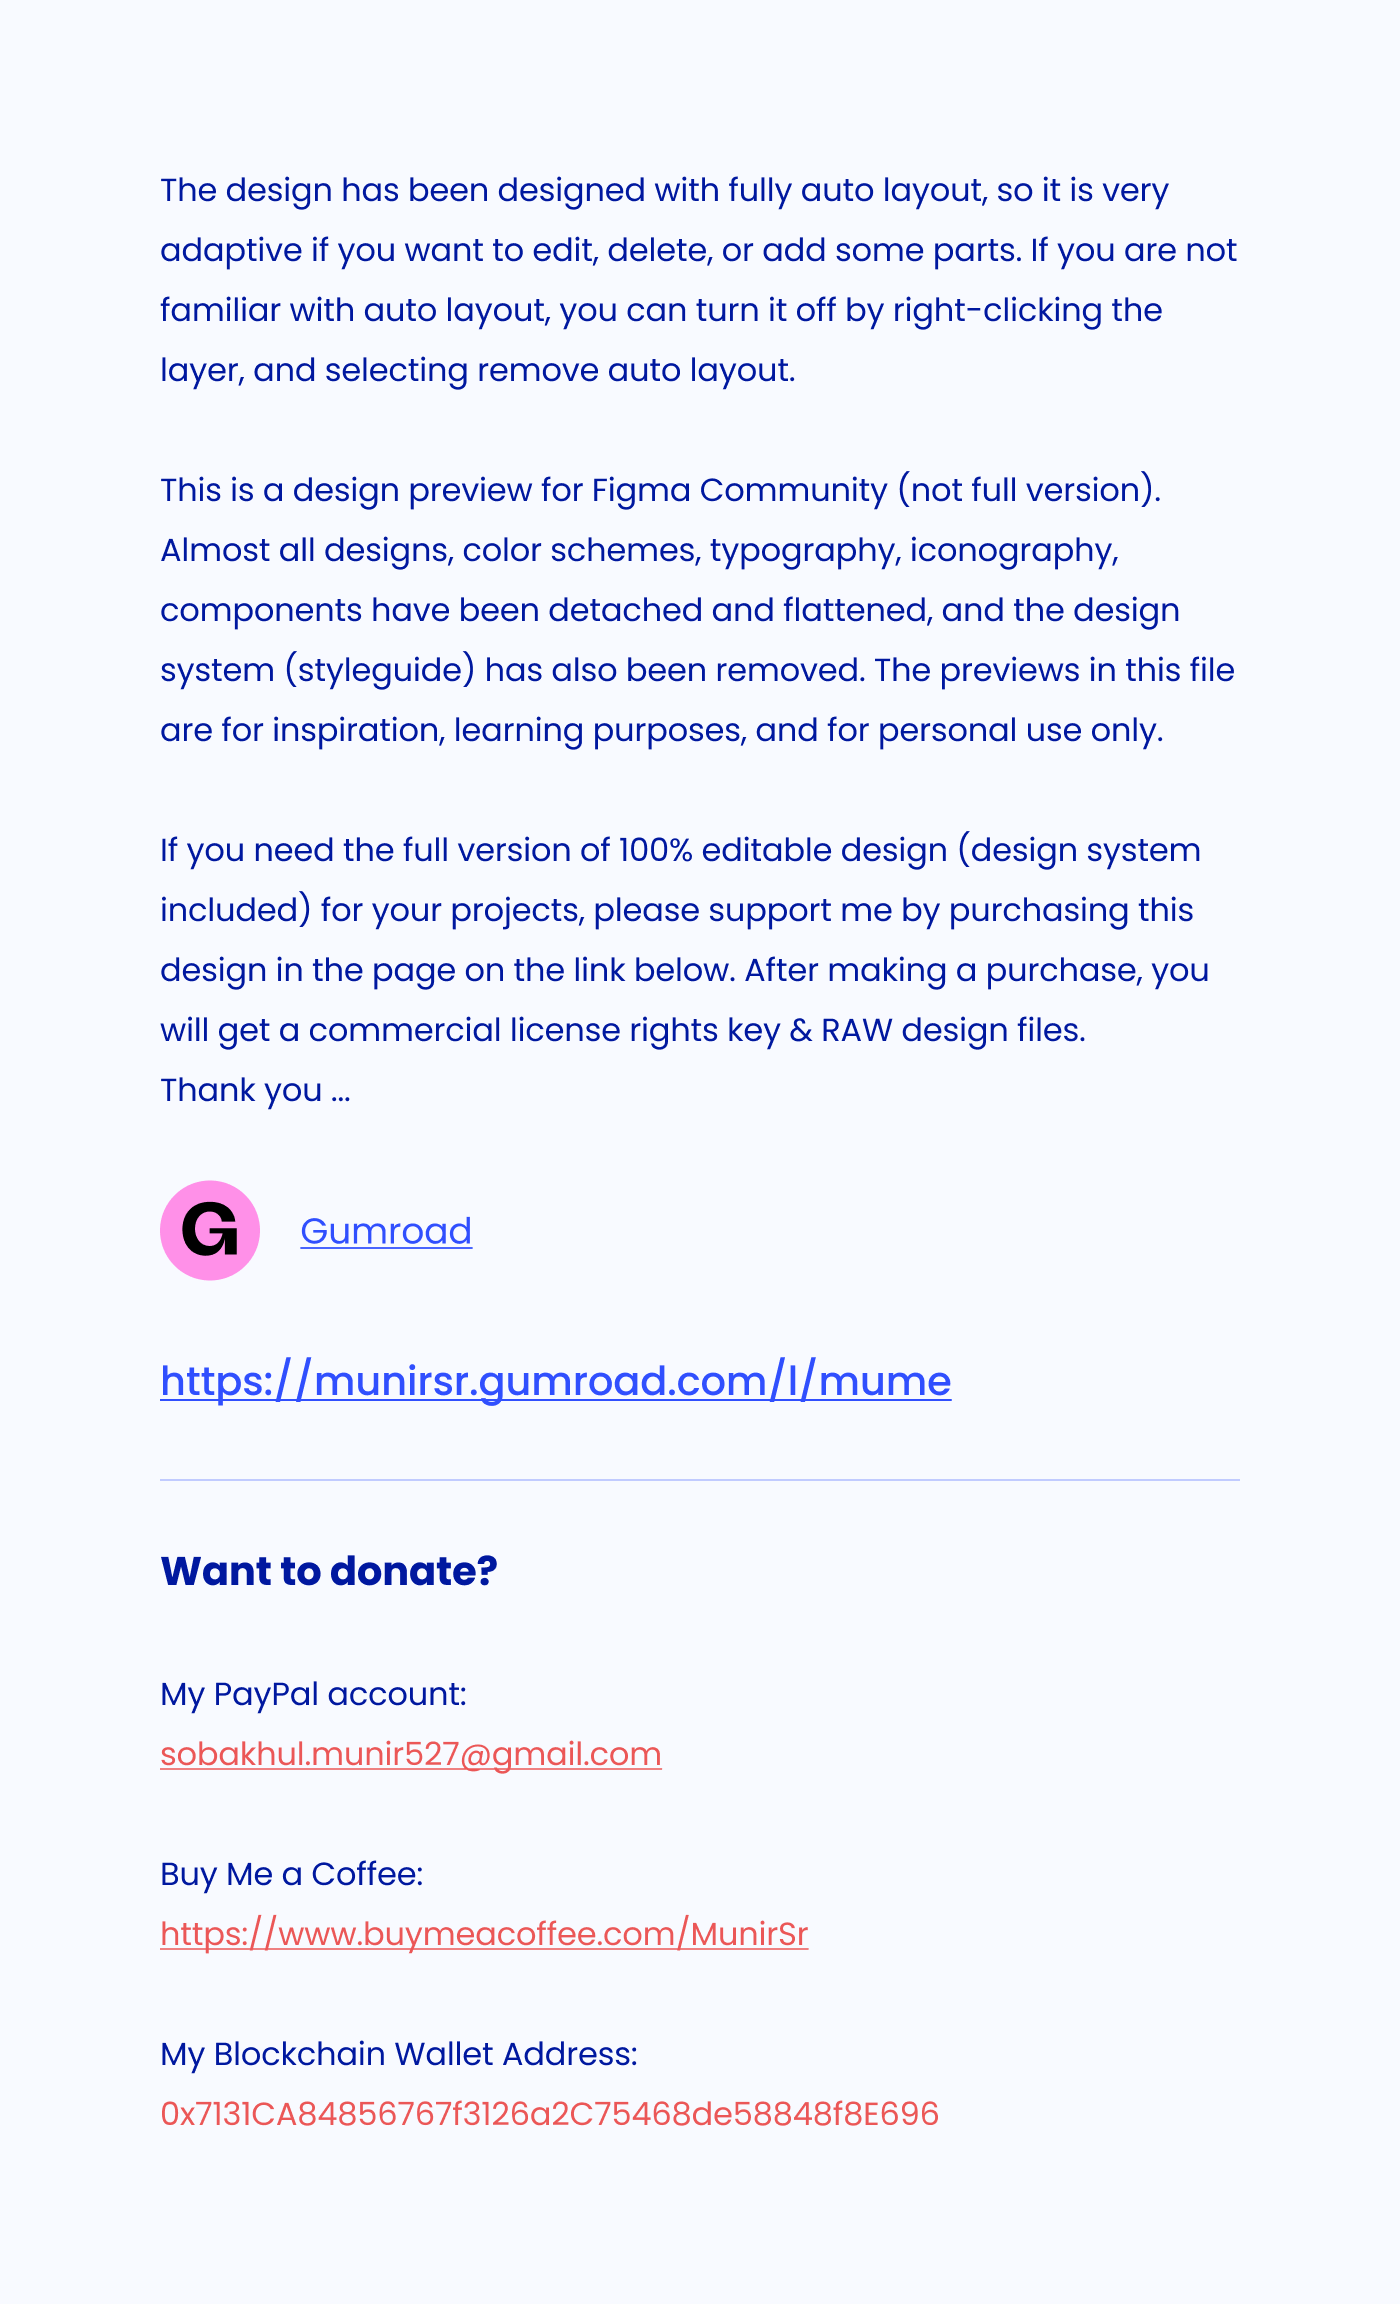 The design has been designed with fully auto layout, so it is very
adaptive if you want to edit, delete, or add some parts. If you are not
familiar with auto layout, you can turn it off by right-clicking the
layer, and selecting remove auto layout.
This is a design preview for Figma Community (not full version).
Almost all designs, color schemes, typography, iconography,
components have been detached and flattened, and the design
system (styleguide) has also been removed. The previews in this file
are for inspiration, learning purposes, and for personal use only.
If you need the full version of 100% editable design (design system
included) for your projects, please support me by purchasing this
design in the page on the link below. After making a purchase, you
will get a commercial license rights key & RAW design files.
Thank you ...
G Gumroad
https://munirsr.gumroad.com/l/mume
Want to donate?
My PayPal account:
sobakhul.munir527@gmail.com
Buy Me a Coffee:
https://www.buymeacoffee.com/MunirSr
My Blockchain Wallet Address:
0x7131CA84856767f3126a2C75468de58848f8E696